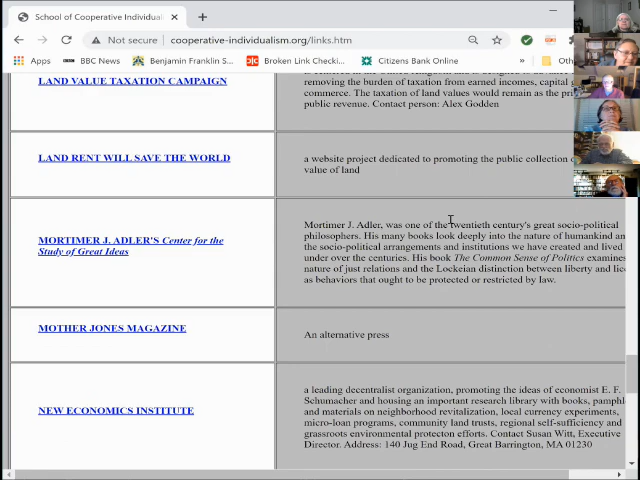 School of Cooperative Individualism
Not secure
cooperative-individualism.org/links.htm
Apps
BBC News
Benjamin Franklin S
Broken Link Checki
Citizens Bank Online
LAND VALUE TAXATION CAMPAIGN
removing the burden of taxation from earned incomes, capital
commerce. The taxation of land values would remain as the
public revenue. Contact person: Alex Godden
LAND RENT WILL SAVE THE WORLD
a website project dedicated to promoting the public collection
value of land
MORTIMER J. ADLER'S Center for the
Study of Great Ideas
Mortimer J. Adler, was one of the twentieth century's great socio-political
philosophers. His many books look deeply into the nature of humankind
the socio-political arrangements and institutions we have created and lived
under over the centuries. His book The Common Sense of Politics examines
nature of just relations and the Lockeian distinction between liberty and
as behaviors that ought to be protected or restricted by law.
MOTHER JONES MAGAZINE
An alternative press
NEW ECONOMICS INSTITUTE
a leading decentralist organization, promoting the ideas of economist E. F.
Schumacher and housing an important research library with books,
and materials on neighborhood revitalization, local currency experiments,
micro-loan programs, community land trusts, regional self-sufficiency and
grassroots environmental protecton efforts. Contact Susan Witt, Executive
Director. Address: 140 Jug End Road, Great Barrington, MA 01230